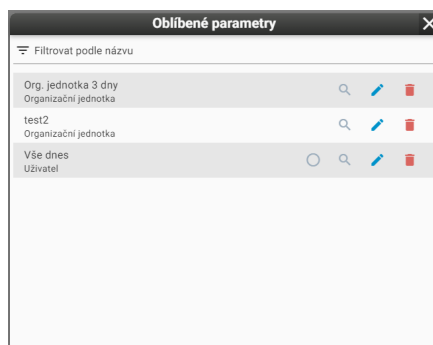 Oblíbené parametry
Filtrovat podle názvu
Org. jednotka 3 dny
Organizační jednotka
test2
Organizační jednotka
Vše dnes
Uživatel